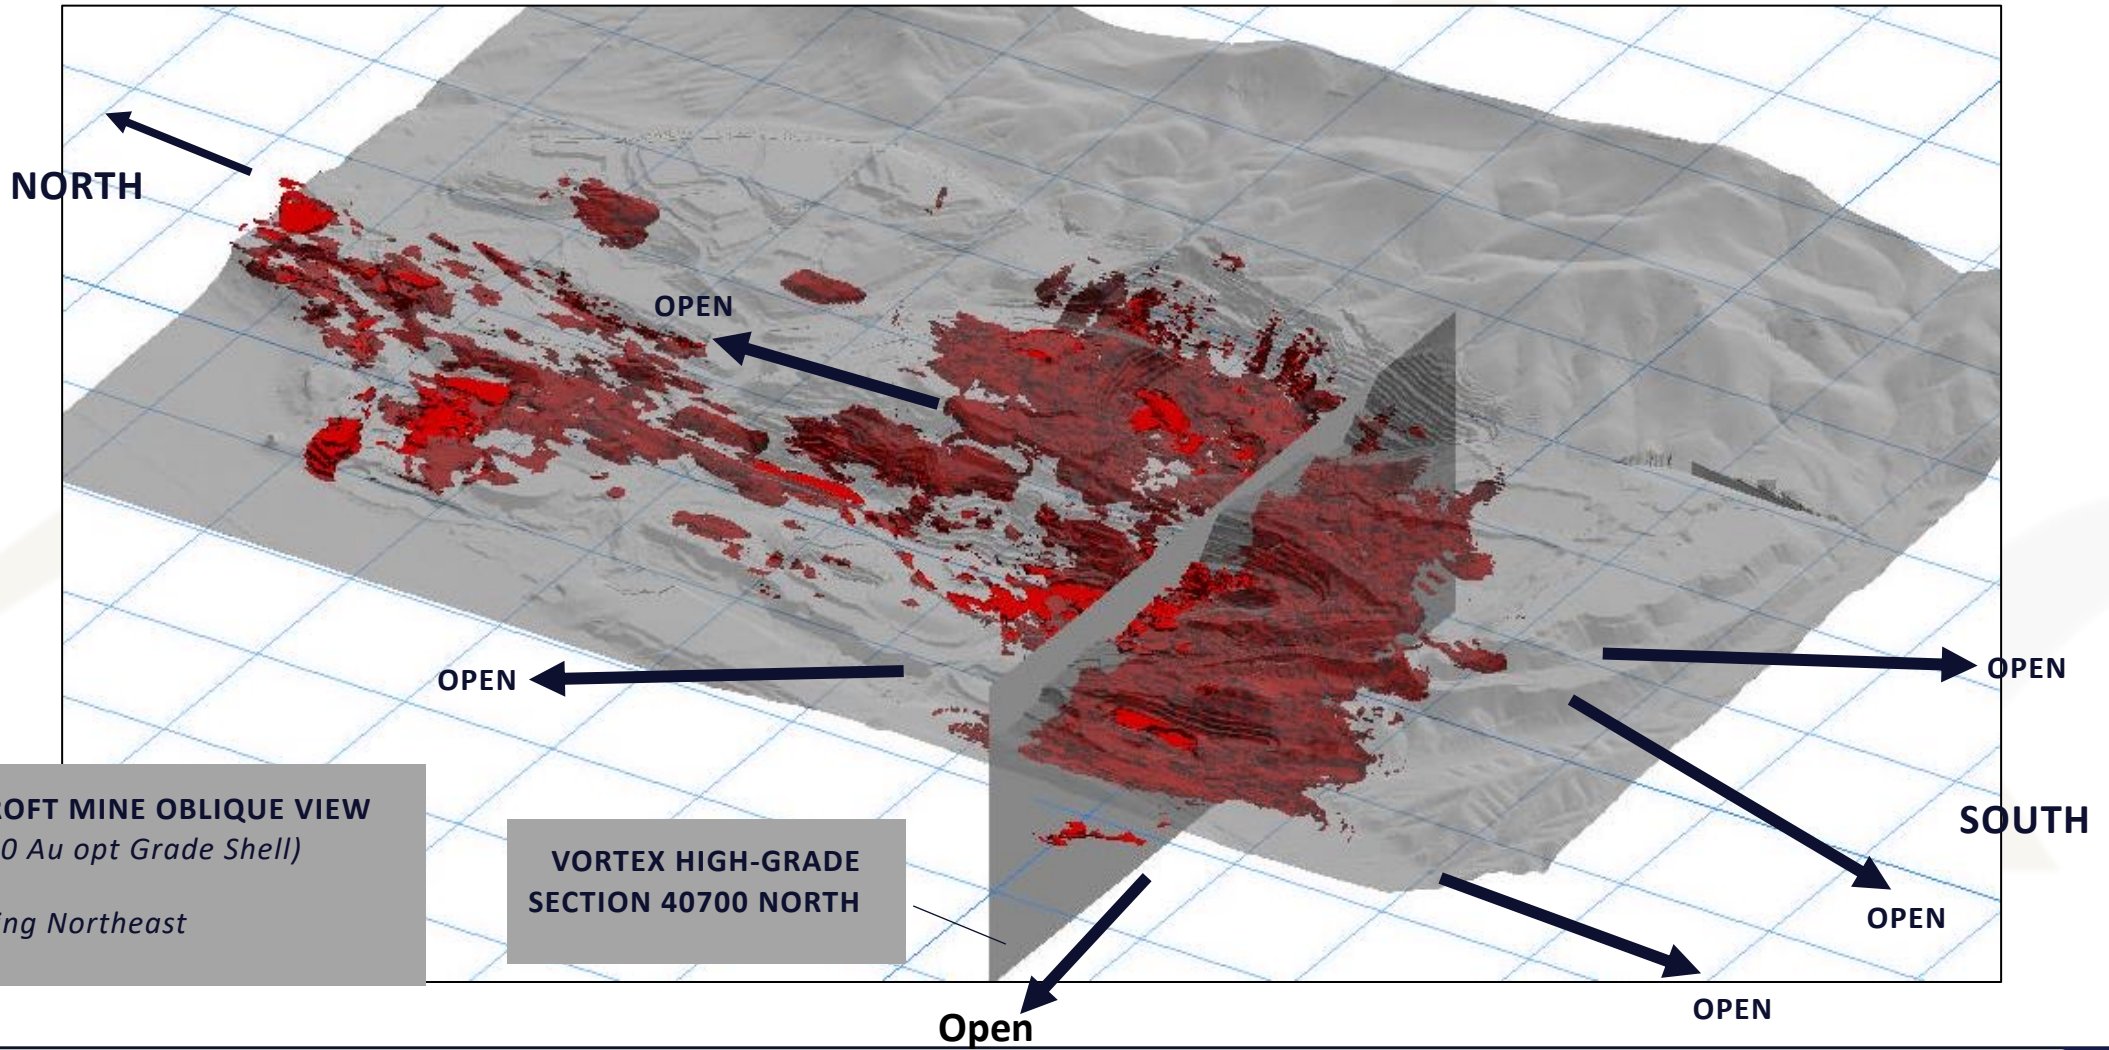 NORTH
OPEN
OPEN
OPEN
SOUTH
OFT MINE OBLIQUE VIEW
0 Au opt Grade Shell)
ing Northeast
VORTEX HIGH-GRADE
SECTION 40700 NORTH
OPEN
OPEN
Open